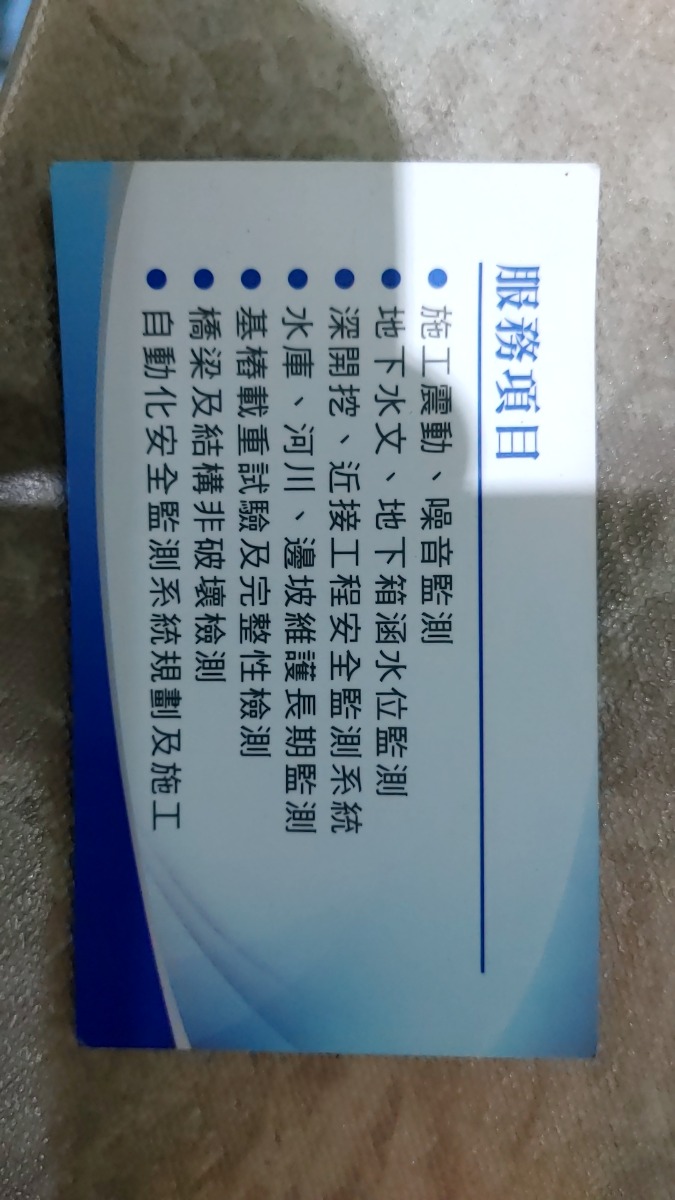 服務項目
● 施工震動、噪音監測
● 地下水文、地下箱涵水位監測
● 深開挖、近接工程安全監測系統
● 水庫、河川、邊坡維護長期監測
● 基樁載重試驗及完整性檢測
● 橋梁及結構非破壞檢測
● 自動化安全監測系統規劃及施工